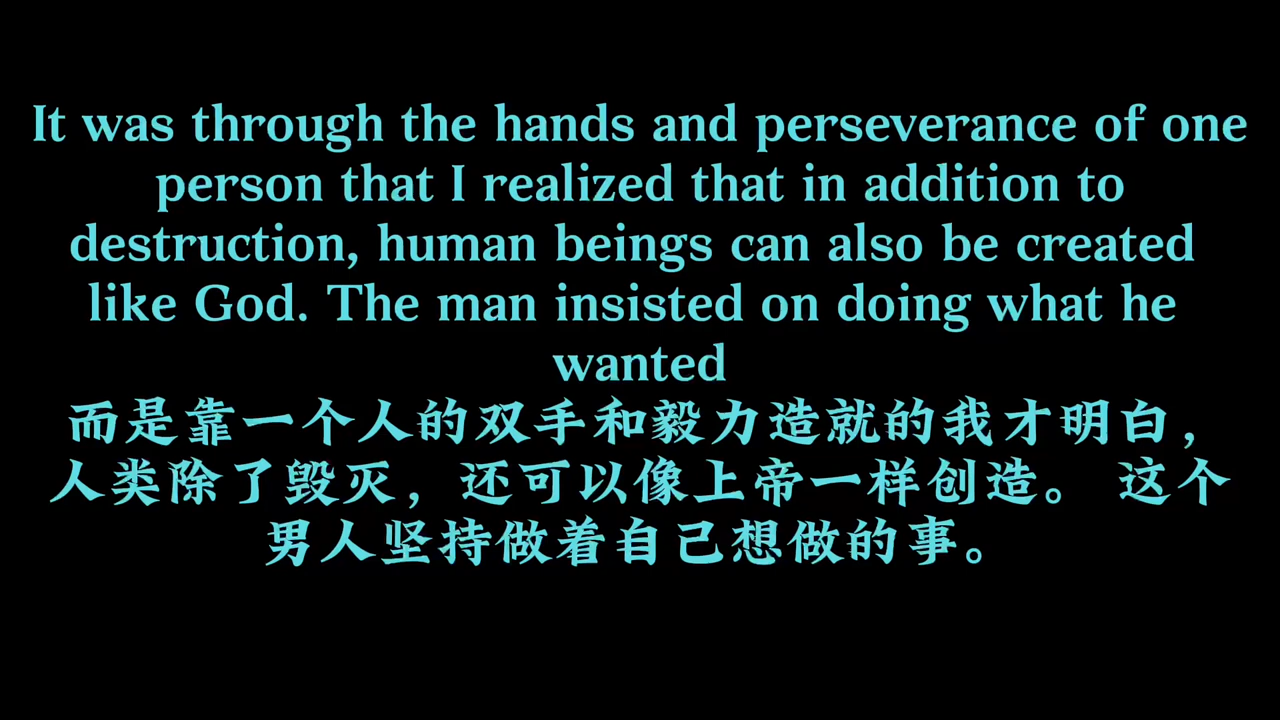 It was through the hands and perseverance of one
person that I realized that in addition to
destruction, human beings can also be created
like God. The man insisted on doing what he
wanted
而是靠一个人的双手和毅力造就的我才明白，
人类除了毁灭，还可以像上帝一样创造。 这个
男人坚持做着自己想做的事。